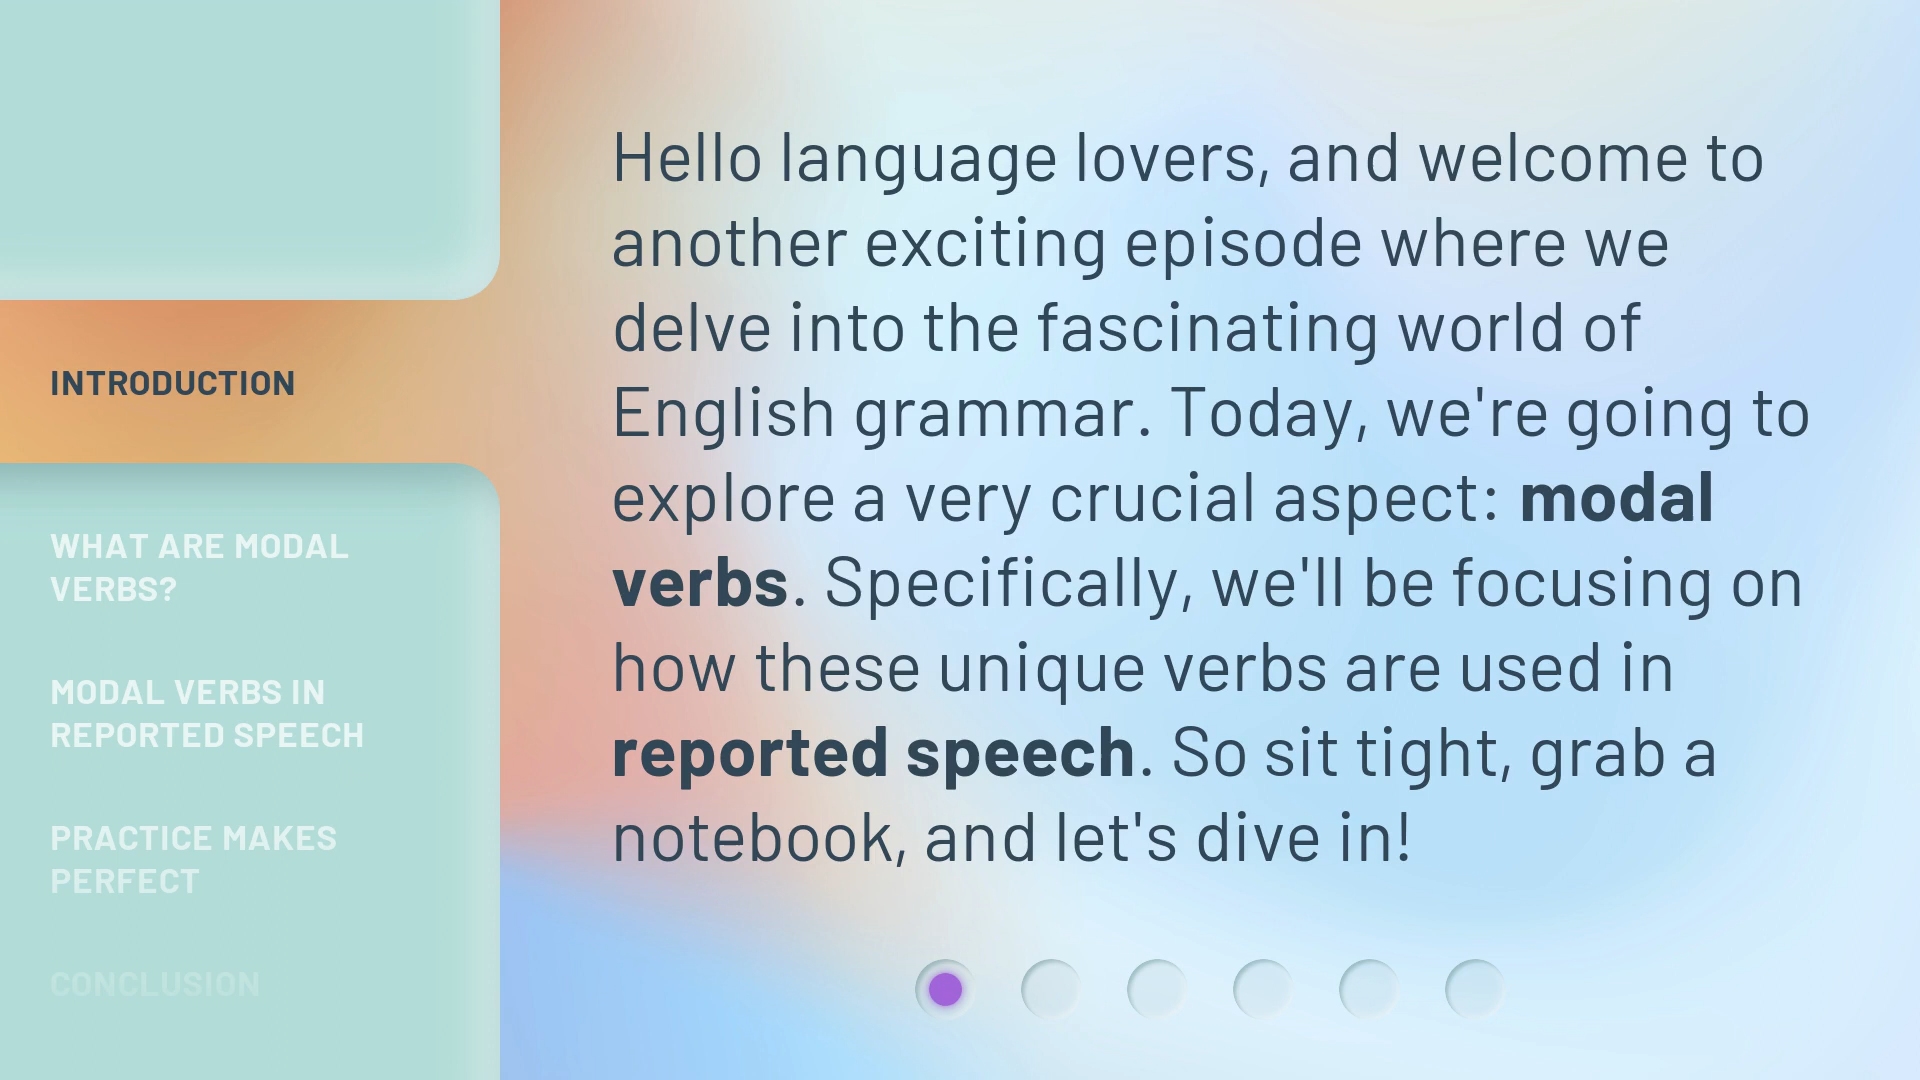 INTRODUCTION
WHAT ARE MODAL
VERBS?
MODAL VERBS IN
REPORTED SPEECH
PRACTICE MAKES
PERFECT
CONCLUSION
Hello language lovers, and welcome to
another exciting episode where we
delve into the fascinating world of
English grammar. Today, we're going to
explore a very crucial aspect: modal
verbs. Specifically, we'll be focusing on
how these unique verbs are used in
reported speech. So sit tight, grab a
notebook, and let's dive in!